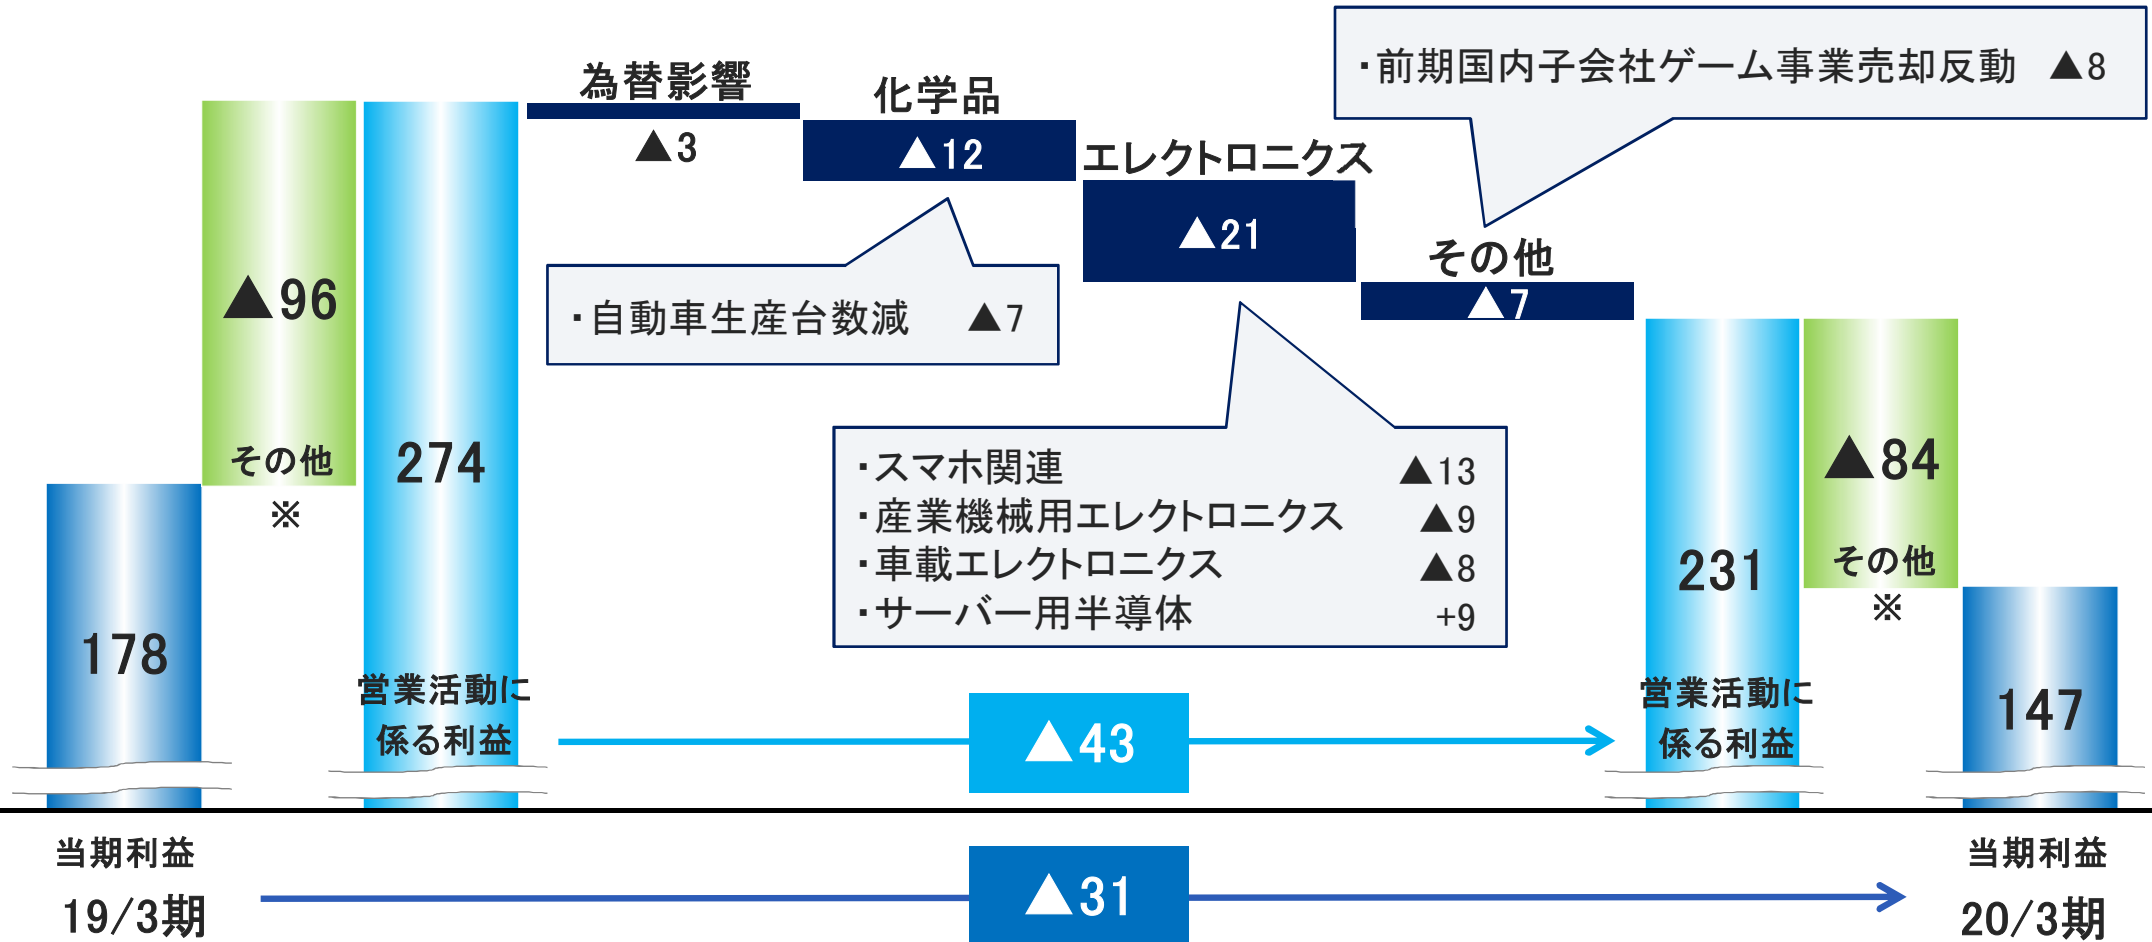 178
▲96
その他
※
274
営業活動に
係る利益
為替影響
▲3
化学品
▲12
・自動車生産台数減 ▲7
エレクトロニクス
▲21
・スマホ関連 ▲13
・産業機械用エレクトロニクス ▲9
・車載エレクトロニクス ▲8
・サーバー用半導体 +9
・前期国内子会社ゲーム事業売却反動 ▲8
その他
▲7
231
営業活動に
係る利益
▲84
その他
※
147
▲43
当期利益
19/3期
▲31
当期利益
20/3期